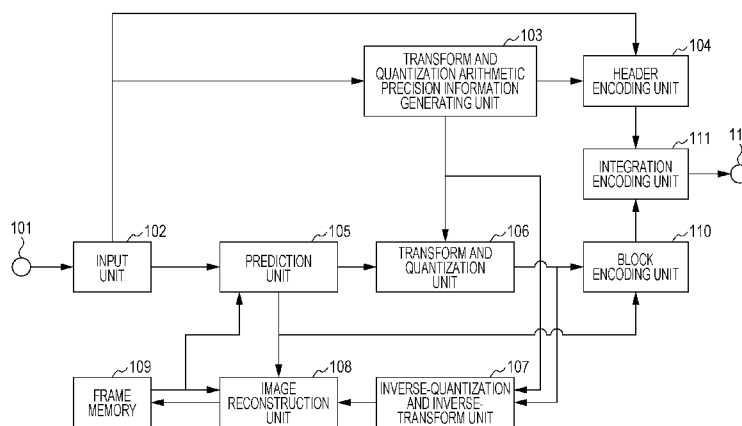 103
TRANSFORM AND
QUANTIZATION ARITHMETIC
PRECISION INFORMATION
GENERATING UNIT
104
HEADER
ENCODING UNIT
111
INTEGRATION
ENCODING UNIT
101
102
INPUT
UNIT
105
PREDICTION
UNIT
106
TRANSFORM AND
QUANTIZATION
UNIT
110
BLOCK
ENCODING UNIT
109
FRAME
MEMORY
108
IMAGE
RECONSTRUCTION
UNIT
107
INVERSE-QUANTIZATION
AND INVERSE-
TRANSFORM UNIT